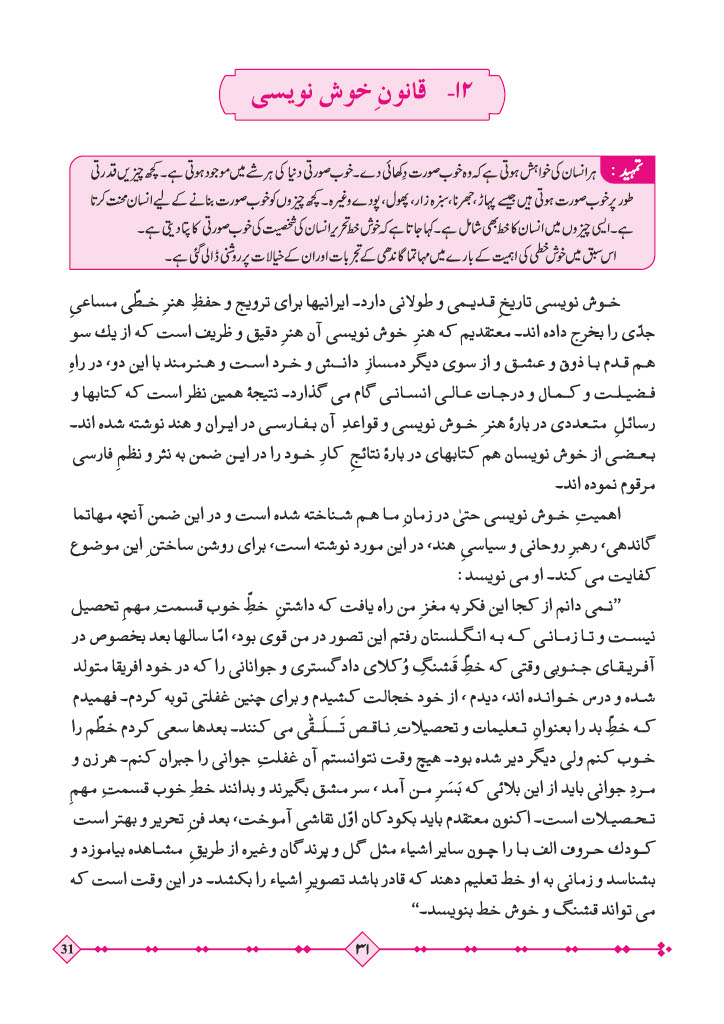 ۱۲- قانونِ خوش نویسی
تمہید : ہر انسان کی خواہش ہوتی ہے کہ وہ خوب صورت دِکھائی دے۔ خوب صورتی دنیا کی ہر شے میں موجود ہوتی ہے۔ کچھ چیزیں قدرتی
طور پر خوب صورت ہوتی ہیں جیسے پہاڑ، جھرنا، سبزہ زار، پھول، پودے وغیرہ۔ کچھ چیزوں کو خوب صورت بنانے کے لیے انسان محنت کرتا
ہے۔ ایسی چیزوں میں انسان کا خط بھی شامل ہے۔ کہا جاتا ہے کہ خوش خط تحریر انسان کی شخصیت کی خوب صورتی کا پتا دیتی ہے۔
اس سبق میں خوش خطی کی اہمیت کے بارے میں مہاتما گاندھی کے تجربات اور ان کے خیالات پر روشنی ڈالی گئی ہے۔
خوش نویسی تاریخِ قدیمی و طولانی دارد۔ ایرانیها برای ترویج و حفظِ هنرِ خطّی مساعیِ
جدّی را بخرج داده اند۔ معتقدیم که هنرِ خوش نویسی آن هنرِ دقیق و ظریف است که از یك سو
هم قدم با ذوق و عشق و از سوی دیگر دمسازِ دانش و خرد است و هنرمند با این دو، در راهِ
فضیلت و کمال و درجات عالی انسانی گام می گذارد۔ نتیجۀ همین نظر است که کتابها و
رسائلِ متعددی در بارۀ هنرِ خوش نویسی و قواعدِ آن بفارسی در ایران و هند نوشته شده اند۔
بعضی از خوش نویسان هم کتابهای در بارۀ نتائجِ کارِ خود را در این ضمن به نثر و نظمِ فارسی
مرقوم نموده اند۔
اهمیتِ خوش نویسی حتیٰ در زمانِ ما هم شناخته شده است و در این ضمن آنچه مهاتما
گاندهی، رهبرِ روحانی و سیاسیِ هند، در این مورد نوشته است، برای روشن ساختنِ این موضوع
کفایت می کند۔ او می نویسد :
”نمی دانم از کجا این فکر به مغزِ من راه یافت که داشتنِ خطِّ خوب قسمتِ مهمِ تحصیل
نیست و تا زمانی که به انگلستان رفتم این تصور در من قوی بود، امّا سالها بعد بخصوص در
آفریقای جنوبی وقتی که خطِّ قَشنگِ وُکلای دادگستری و جوانانی را که در خود افریقا متولد
شده و درس خوانده اند، دیدم ، از خود خجالت کشیدم و برای چنین غفلتی توبه کردم۔ فهمیدم
که خطِّ بد را بعنوانِ تعلیمات و تحصیلاتِ ناقص تَلَقّی می کنند۔ بعدها سعی کردم خطّم را
خوب کنم ولی دیگر دیر شده بود۔ هیچ وقت نتوانستم آن غفلتِ جوانی را جبران کنم۔ هر زن و
مردِ جوانی باید از این بلائی که بَسَرِ من آمد ، سر مشق بگیرند و بدانند خطِ خوب قسمتِ مهمِ
تحصیلات است۔ اکنون معتقدم باید بکودکان اوّل نقاشی آموخت، بعد فنِ تحریر و بهتر است
کودك حروف الف با را چون سایر اشیاء مثل گل و پرندگان وغیره از طریقِ مشاهده بیاموزد و
بشناسد و زمانی به او خط تعلیم دهند که قادر باشد تصویرِ اشیاء را بکشد۔ در این وقت است که
می تواند قشنگ و خوش خط بنویسد۔“
31
۳۱